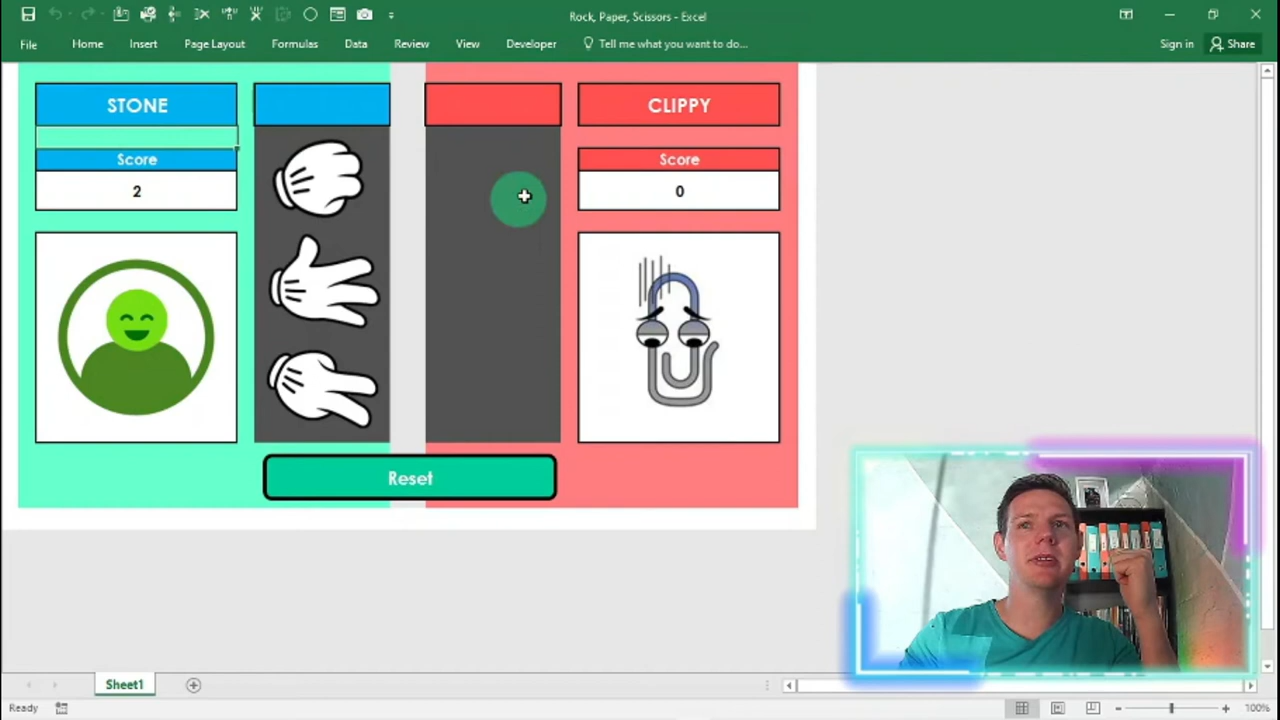 Rock, Paper, Scissors - Excel
File Home Insert Page Layout Formulas Data Review View Developer Tell me what you want to do... Sign in Share
STONE
CLIPPY
Score
Score
2
0
Reset
Sheet1
Ready
100%